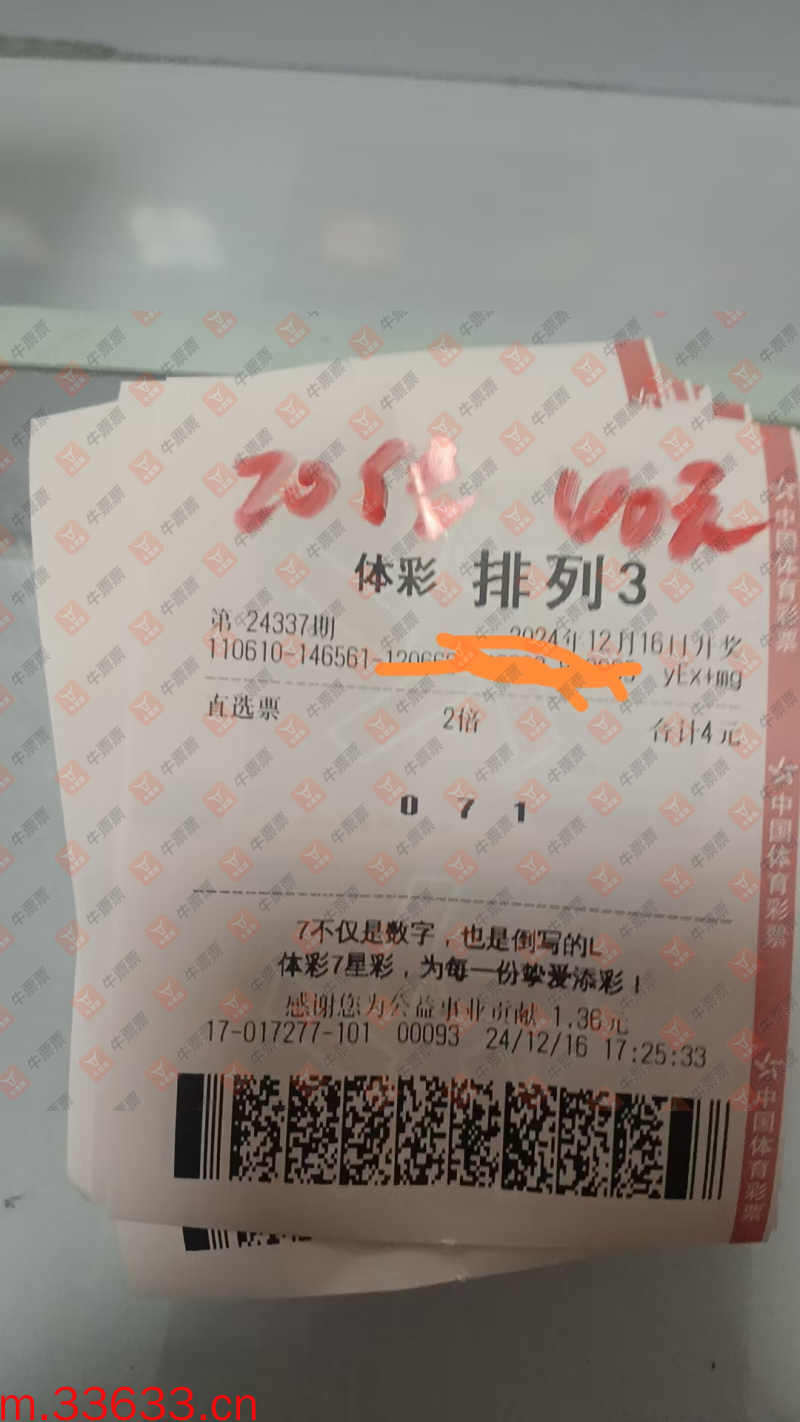 体彩 排列3
第 24337期 2024年12月16日开奖
110610-146561-120668 yEx+mg
直选票 2倍 合计4元
0 7 1
7不仅是数字，也是倒写的L
体彩7星彩，为每一份挚爱添彩！
感谢您为公益事业贡献 1.36元
17-017277-101 00093 24/12/16 17:25:33
中国体育彩票
中国体育彩票
中国体育彩票
牛票票
m.33633.cn